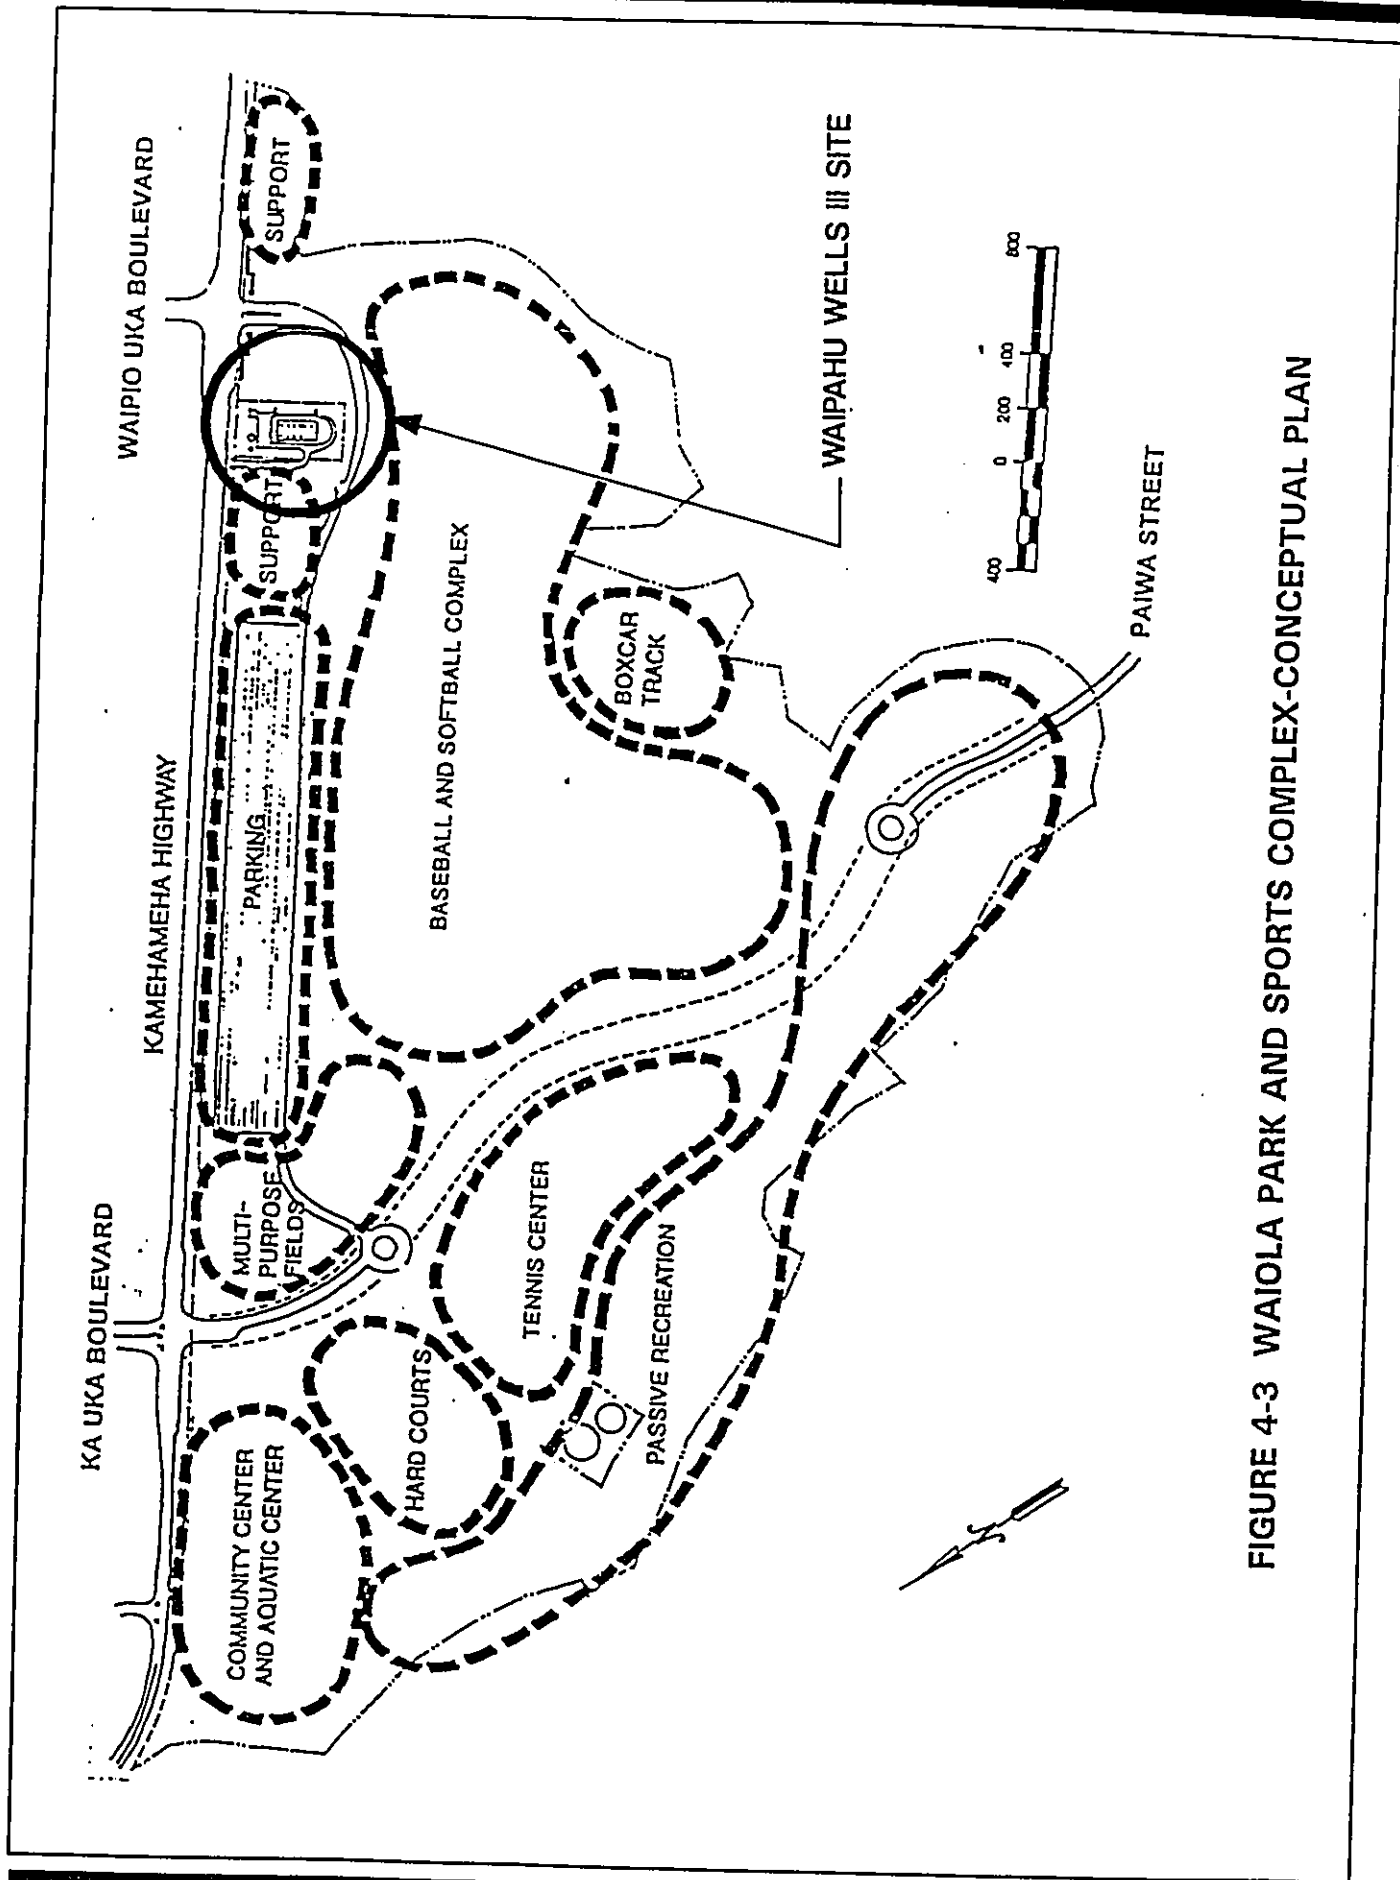 KA UKA BOULEVARD
KAMEHAMEHA HIGHWAY
WAIPIO UKA BOULEVARD
COMMUNITY CENTER
AND AQUATIC CENTER
MULTI-
PURPOSE
FIELDS
PARKING
SUPPORT
SUPPORT
HARD COURTS
TENNIS CENTER
BASEBALL AND SOFTBALL COMPLEX
BOXCAR
TRACK
PASSIVE RECREATION
WAIPAHU WELLS III SITE
400
0
200
400
800
PAIWA STREET
FIGURE 4-3 WAIOLA PARK AND SPORTS COMPLEX-CONCEPTUAL PLAN